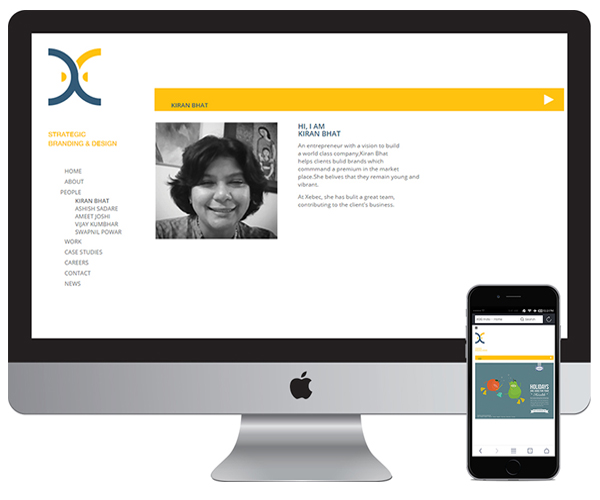 STRATEGIC
BRANDING & DESIGN
HOME
ABOUT
PEOPLE
KIRAN BHAT
ASHISH SADARE
AMEET JOSHI
VIJAY KUMBHAR
SWAPNIL POWAR
WORK
CASE STUDIES
CAREERS
CONTACT
NEWS
KIRAN BHAT
HI, I AM
KIRAN BHAT
An entrepreneur with a vision to build
a world class company,Kiran Bhat
helps clients bulid brands which
commmand a premium in the market
place.She belives that they remain young and
vibrant.
At Xebec, she has built a great team,
contributing to the client's business.
HOLIDAYS